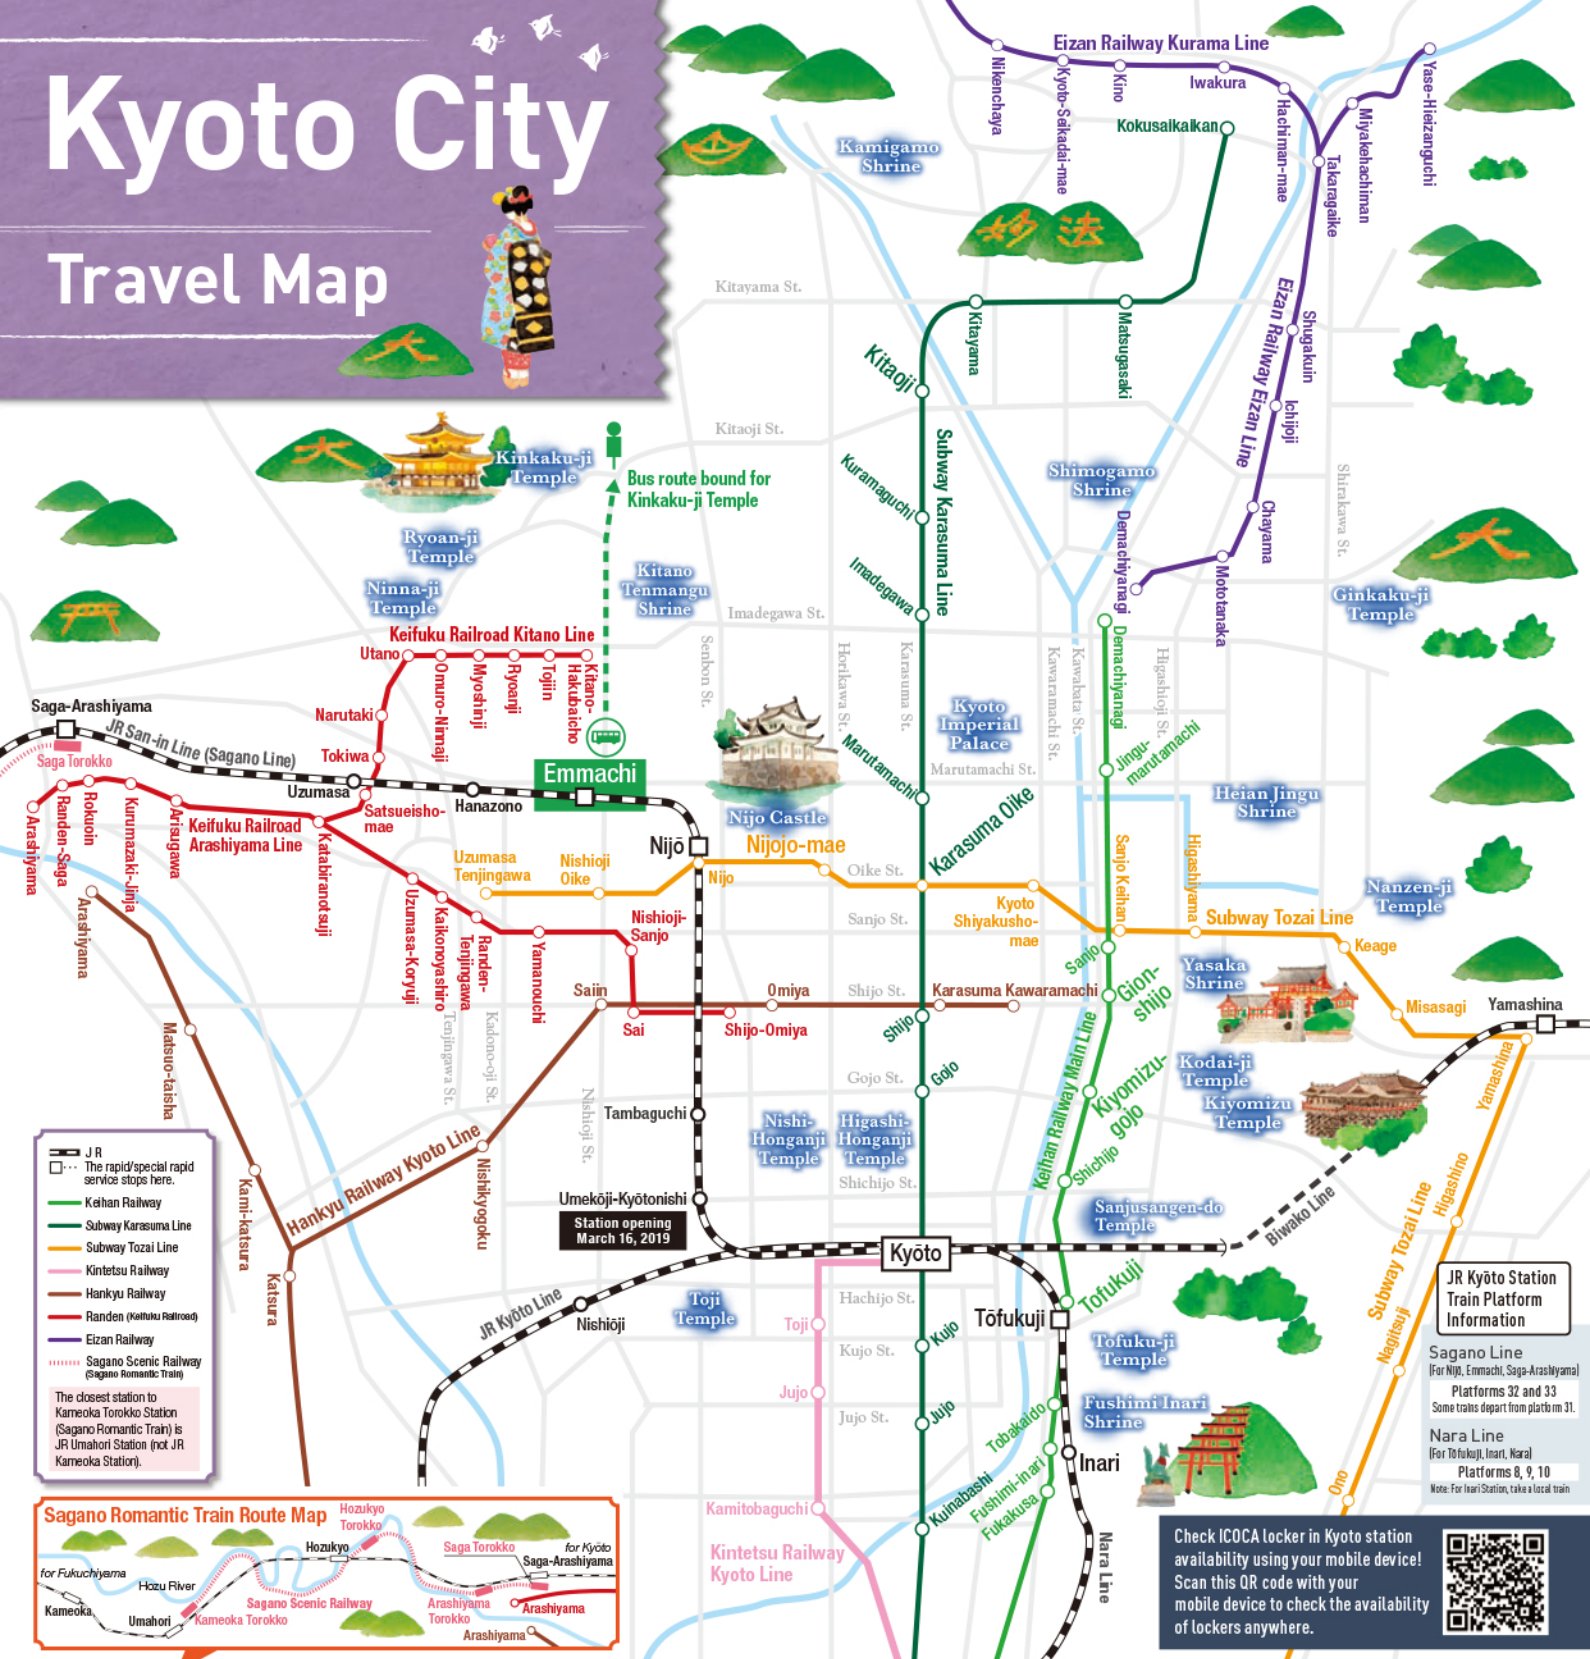 Kyoto City
Travel Map
Eizan Railway Kurama Line
Nikenchaya
Kyoto-Seikadai-mae
Kino
Iwakura
Hachiman-mae
Takaragaike
Miyakehachiman
Yase-Hieizanguchi
Kokusaikaikan
Kamigamo
Shrine
妙 法
大
Kitayama St.
Kitayama
Matsugasaki
Eizan Railway Eizan Line
Shugakuin
Ichijoji
Chayama
Mototanaka
Demachiyanagi
Kitaoji
Kitaoji St.
Subway Karasuma Line
Kuramaguchi
Imadegawa
Shimogamo
Shrine
Shirakawa St.
大
Kinkaku-ji
Temple
Bus route bound for
Kinkaku-ji Temple
Ryoan-ji
Temple
Ninna-ji
Temple
Kitano
Tenmangu
Shrine
大
Ginkaku-ji
Temple
Imadegawa St.
Keifuku Railroad Kitano Line
Utano
Omuro-Ninnaji
Myoshinji
Ryoanji
Tojiin
Kitano-
Hakubaicho
Narutaki
Tokiwa
Senbon St.
Horikawa St.
Karasuma St.
Kawaramachi St.
Kawabata St.
Higashioji St.
Demachiyanagi
Jingu-
marutamachi
Kyoto
Imperial
Palace
Marutamachi
Marutamachi St.
Saga-Arashiyama
JR San-in Line (Sagano Line)
Saga Torokko
Uzumasa
Hanazono
Emmachi
Satsueisho-
mae
Arashiyama
Randen-Saga
Rokuoin
Kurumazaki-Jinja
Arisugawa
Keifuku Railroad
Arashiyama Line
Katabiranotsuji
Uzumasa-Koryuji
Kaikonoyashiro
Randen-
Tenjingawa
Yamanouchi
Nishioji-
Sanjo
Nijo Castle
Heian Jingu
Shrine
Nijō
Nijojo-mae
Karasuma Oike
Uzumasa
Tenjingawa
Nishioji
Oike
Nijo
Oike St.
Kyoto
Shiyakusho-
mae
Sanjo Keihan
Higashiyama
Subway Tozai Line
Nanzen-ji
Temple
Keage
Misasagi
Yamashina
Yamashina
Arashiyama
Sanjo St.
Sanjo
Yasaka
Shrine
Gion-
shijo
Saiin
Omiya
Shijo St.
Karasuma
Kawaramachi
Sai
Shijo-Omiya
Shijo
Matsuo-taisha
Tenjingawa St.
Kadono-oji St.
Nishioji St.
Gojo St.
Gojo
Keihan Railway Main Line
Kiyomizu-
gojo
Kodai-ji
Temple
Kiyomizu
Temple
Tambaguchi
Nishi-
Honganji
Temple
Higashi-
Honganji
Temple
Shichijo St.
Shichijo
Kami-katsura
Katsura
Hankyu Railway Kyoto Line
Nishikyogoku
Umekōji-Kyōtonishi
Station opening
March 16, 2019
Sanjusangen-do
Temple
Kyōto
Biwako Line
Higashino
Subway Tozai Line
Nagitsuji
Ono
JR Kyōto Line
Nishiōji
Toji
Temple
Hachijo St.
Toji
Kujo St.
Kujo
Tōfukuji
Tofukuji
Tofuku-ji
Temple
Jujo
Jujo St.
Jujo
Tobakaido
Fushimi Inari
Shrine
Fushimi-inari
Fukakusa
Inari
Kamitobaguchi
Kuinabashi
Kintetsu Railway
Kyoto Line
Nara Line
JR
The rapid/special rapid
service stops here.
Keihan Railway
Subway Karasuma Line
Subway Tozai Line
Kintetsu Railway
Hankyu Railway
Randen (Keifuku Railroad)
Eizan Railway
Sagano Scenic Railway
(Sagano Romantic Train)
The closest station to
Kameoka Torokko Station
(Sagano Romantic Train) is
JR Umahori Station (not JR
Kameoka Station).
Sagano Romantic Train Route Map
Hozukyo
Torokko
Hozukyo
Saga Torokko
for Kyōto
Saga-Arashiyama
for Fukuchiyama
Hozu River
Kameoka
Umahori
Kameoka Torokko
Sagano Scenic Railway
Arashiyama
Torokko
Arashiyama
Arashiyama
JR Kyōto Station
Train Platform
Information
Sagano Line
(For Nijō, Emmachi, Saga-Arashiyama)
Platforms 32 and 33
Some trains depart from platform 31.
Nara Line
(For Tōfukuji, Inari, Nara)
Platforms 8, 9, 10
Note: For Inari Station, take a local train
Check ICOCA locker in Kyoto station
availability using your mobile device!
Scan this QR code with your
mobile device to check the availability
of lockers anywhere.